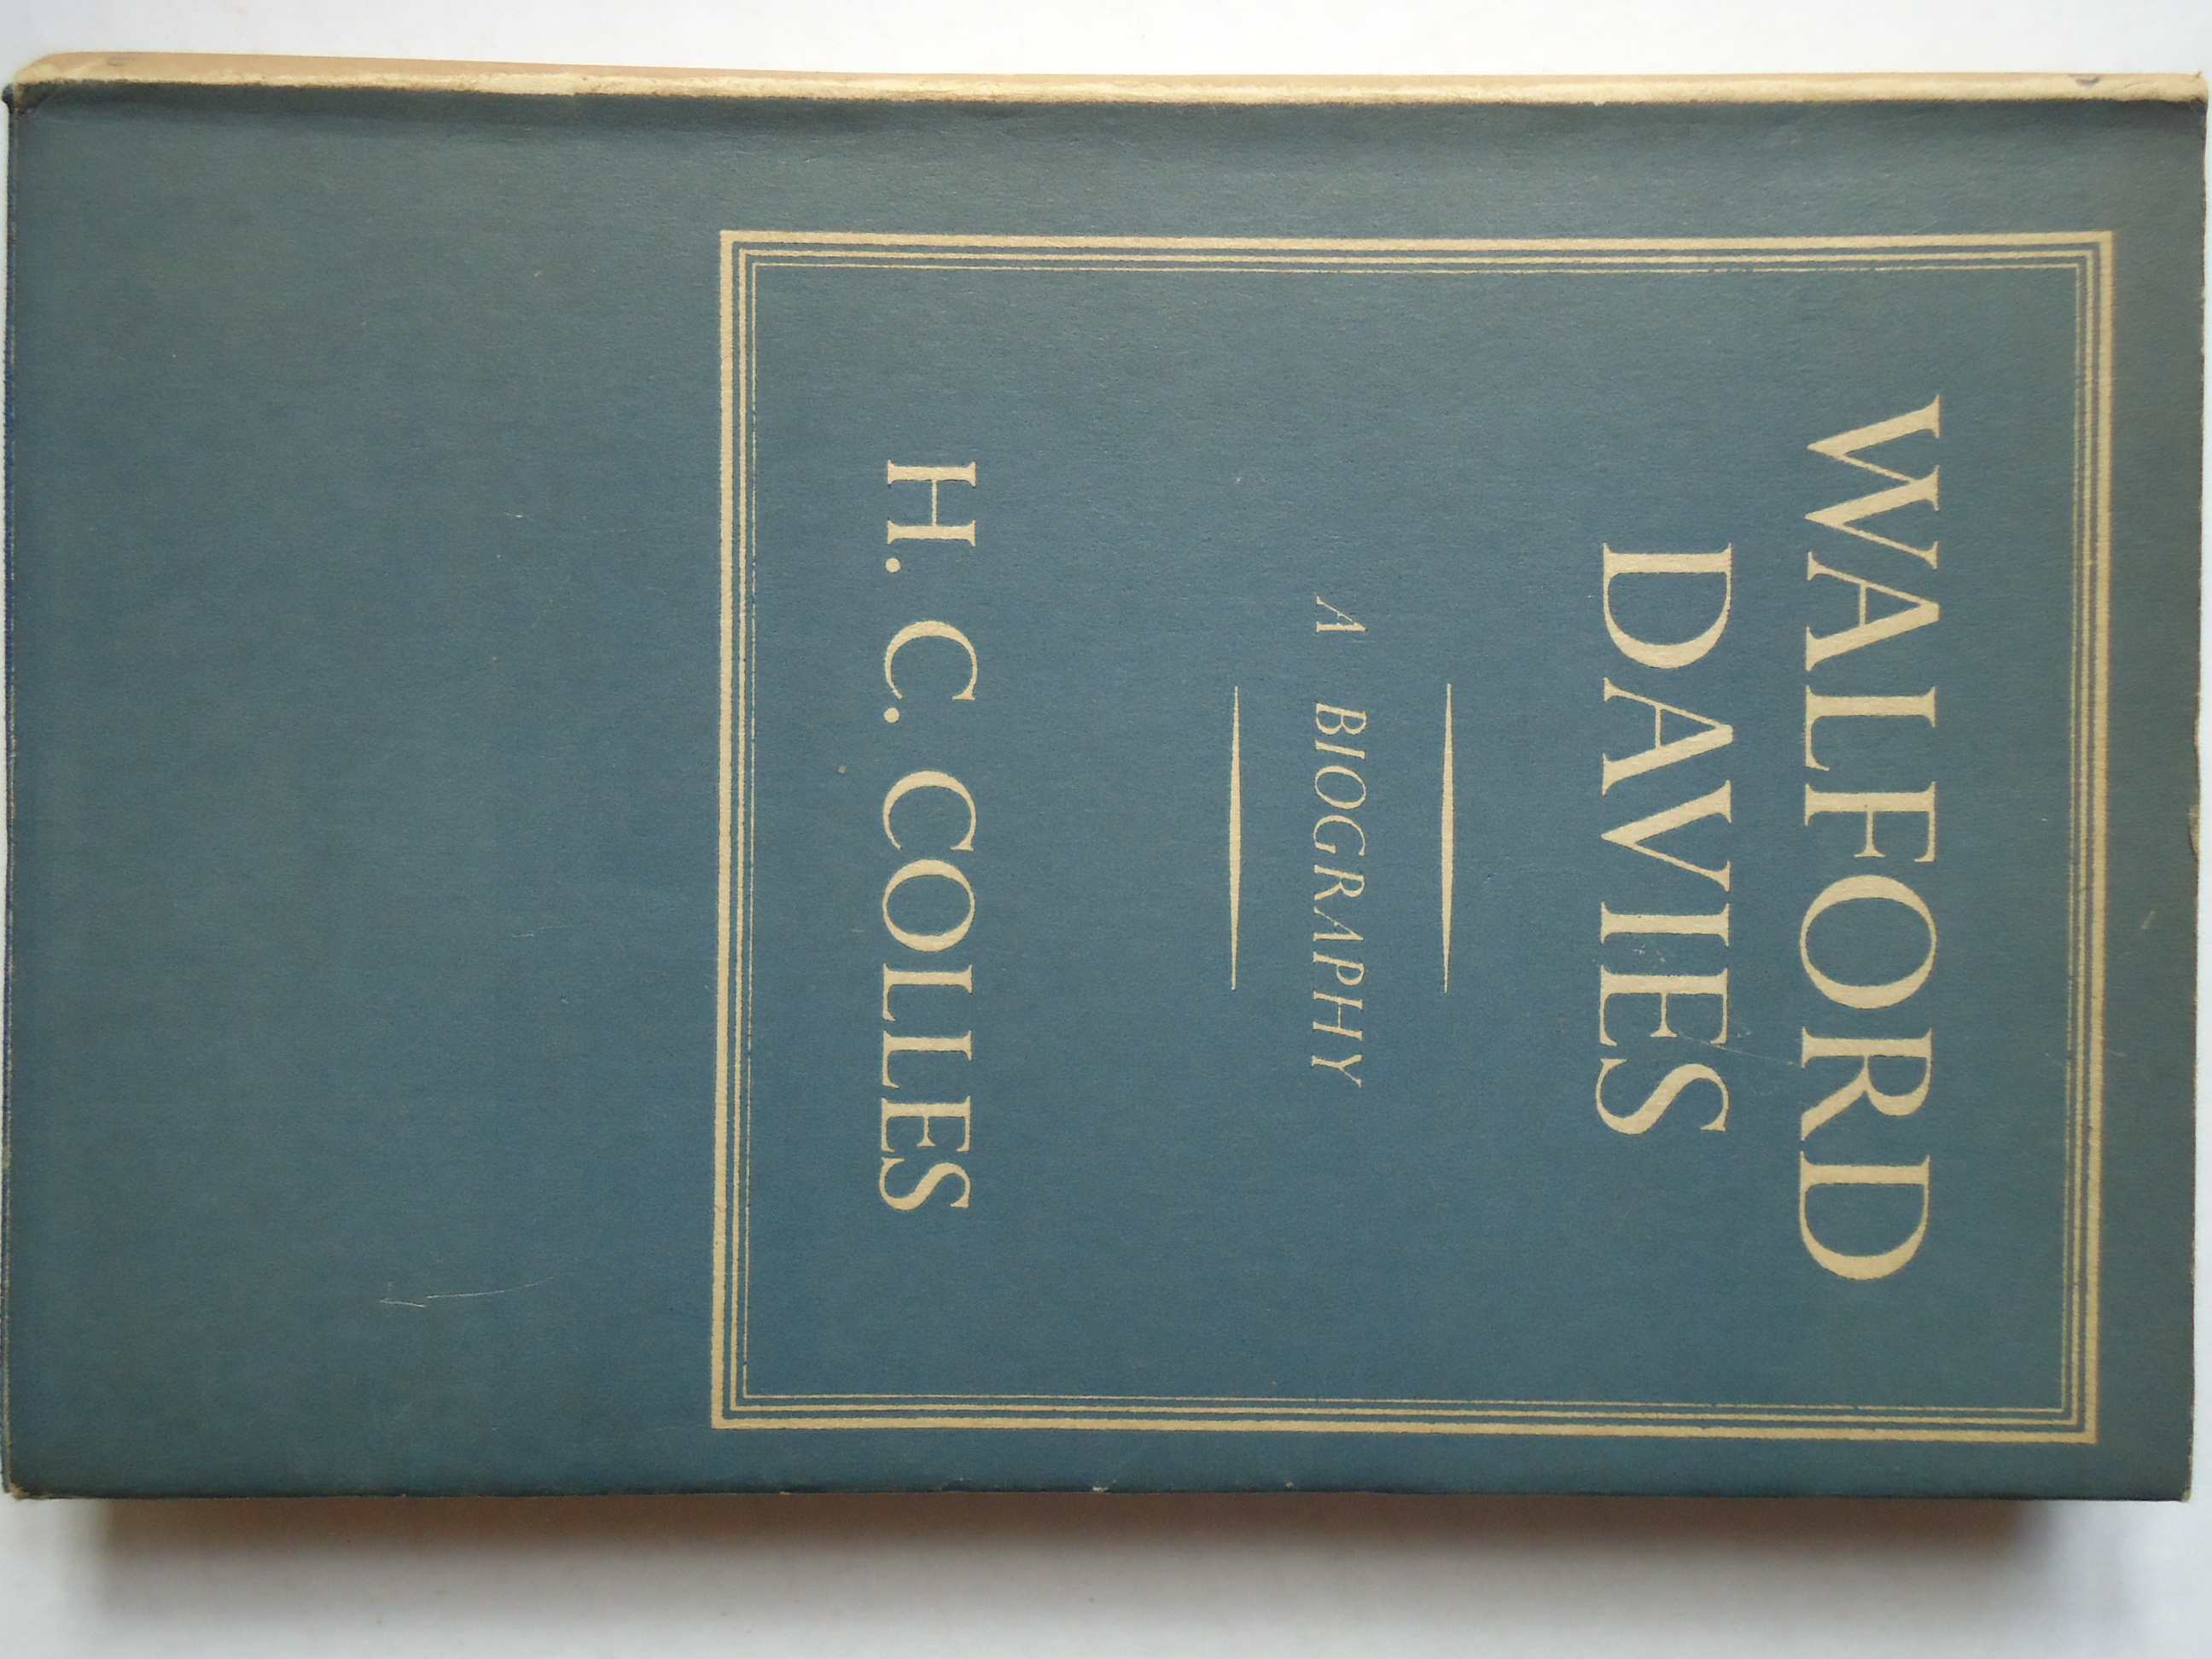 WALFORD
DAVIES
A BIOGRAPHY
H. C. COLLES